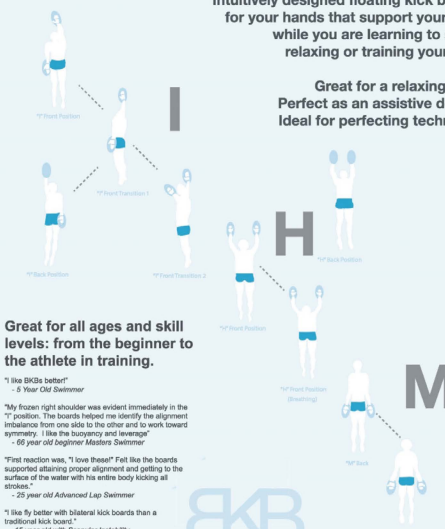 Intuitively designed floating kick b
for your hands that support your
while you are learning to
relaxing or training your
Great for a relaxing
Perfect as an assistive d
Ideal for perfecting techn
I
"I" Front Position
"I" Front Transition 1
"I" Back Position
"I" Front Transition 2
H
"H" Back Position
"H" Front Position
"H" Front Position
(Breathing)
M
"M" Back
Great for all ages and skill
levels: from the beginner to
the athlete in training.
"I like BKBs better!"
- 5 Year Old Swimmer
"My frozen right shoulder was evident immediately in the
"I" position. The boards helped me identify the alignment
imbalance from one side to the other and to work toward
symmetry. I like the buoyancy and leverage"
- 66 year old beginner Masters Swimmer
"First reaction was, "I love these!" Felt like the boards
supported attaining proper alignment and getting to the
surface of the water with his entire body kicking all
strokes."
- 25 year old Advanced Lap Swimmer
"I like fly better with bilateral kick boards than a
traditional kick board."
BKB